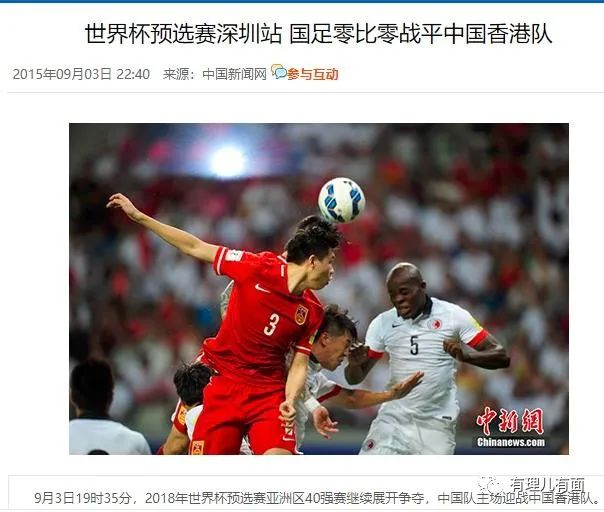 世界杯预选赛深圳站 国足零比零战平中国香港队
2015年09月03日 22:40 来源：中国新闻网 参与互动
3
5
中新網
www.
Chinanews.com
有理儿有面
9月3日19时35分，2018年世界杯预选赛亚洲区40强赛继续展开争夺，中国队主场迎战中国香港队。